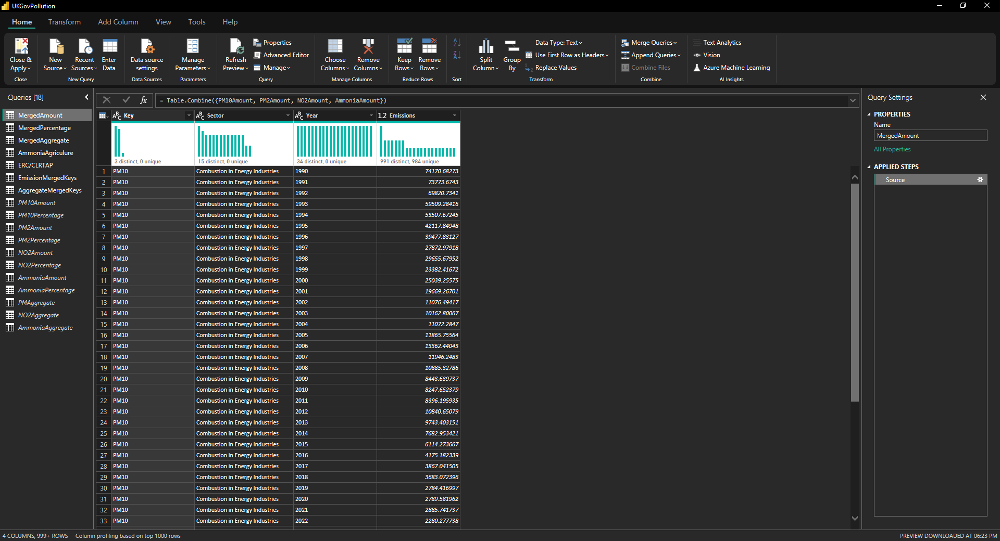 UKGovPollution
Home Transform Add Column View Tools Help
Close & Apply
Close
New Source
Recent Sources
Enter Data
New Query
Data source settings
Data Sources
Manage Parameters
Parameters
Refresh Preview
Properties
Advanced Editor
Manage
Query
Choose Columns
Remove Columns
Manage Columns
Keep Rows
Remove Rows
Reduce Rows
Sort
Split Column
Group By
Data Type: Text
Use First Row as Headers
Replace Values
Transform
Merge Queries
Append Queries
Combine Files
Combine
Text Analytics
Vision
Azure Machine Learning
AI Insights
Queries [18]
MergedAmount
MergedPercentage
MergedAggregate
AmmoniaAgriculure
ERC/CLRTAP
EmissionMergedKeys
AggregateMergedKeys
PM10Amount
PM10Percentage
PM2Amount
PM2Percentage
NO2Amount
NO2Percentage
AmmoniaAmount
AmmoniaPercentage
PMAggregate
NO2Aggregate
AmmoniaAggregate
fx = Table.Combine({PM10Amount, PM2Amount, NO2Amount, AmmoniaAmount})
ABC Key ABC Sector ABC Year 1.2 Emissions
3 distinct, 0 unique 15 distinct, 0 unique 34 distinct, 0 unique 991 distinct, 984 unique
1 PM10 Combustion in Energy Industries 1990 74170.68273
2 PM10 Combustion in Energy Industries 1991 73773.6743
3 PM10 Combustion in Energy Industries 1992 69820.7341
4 PM10 Combustion in Energy Industries 1993 59509.28416
5 PM10 Combustion in Energy Industries 1994 53507.67245
6 PM10 Combustion in Energy Industries 1995 42117.84948
7 PM10 Combustion in Energy Industries 1996 39477.83127
8 PM10 Combustion in Energy Industries 1997 27872.97918
9 PM10 Combustion in Energy Industries 1998 29655.67952
10 PM10 Combustion in Energy Industries 1999 23382.41672
11 PM10 Combustion in Energy Industries 2000 25039.25575
12 PM10 Combustion in Energy Industries 2001 19669.26701
13 PM10 Combustion in Energy Industries 2002 11076.49417
14 PM10 Combustion in Energy Industries 2003 10162.80067
15 PM10 Combustion in Energy Industries 2004 11072.2847
16 PM10 Combustion in Energy Industries 2005 11865.75564
17 PM10 Combustion in Energy Industries 2006 13362.44043
18 PM10 Combustion in Energy Industries 2007 11946.2483
19 PM10 Combustion in Energy Industries 2008 10885.32786
20 PM10 Combustion in Energy Industries 2009 8443.639737
21 PM10 Combustion in Energy Industries 2010 8247.652379
22 PM10 Combustion in Energy Industries 2011 8396.195935
23 PM10 Combustion in Energy Industries 2012 10840.65079
24 PM10 Combustion in Energy Industries 2013 9743.403151
25 PM10 Combustion in Energy Industries 2014 7682.953421
26 PM10 Combustion in Energy Industries 2015 6114.273667
27 PM10 Combustion in Energy Industries 2016 4175.182339
28 PM10 Combustion in Energy Industries 2017 3867.041505
29 PM10 Combustion in Energy Industries 2018 3683.072396
30 PM10 Combustion in Energy Industries 2019 2784.416997
31 PM10 Combustion in Energy Industries 2020 2789.581962
32 PM10 Combustion in Energy Industries 2021 2885.741737
33 PM10 Combustion in Energy Industries 2022 2280.277738
Query Settings
PROPERTIES
Name
MergedAmount
All Properties
APPLIED STEPS
Source
4 COLUMNS, 999+ ROWS Column profiling based on top 1000 rows
PREVIEW DOWNLOADED AT 06:23 PM